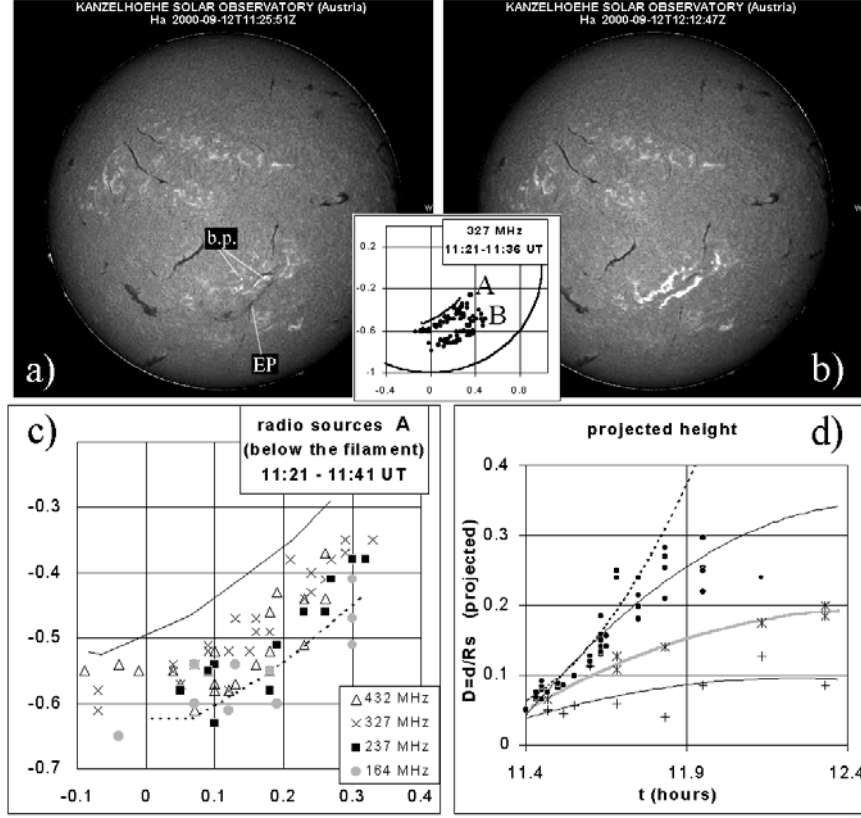 KANZELHOEHE SOLAR OBSERVATORY (Austria)
Ha 2000-09-12T11:25:51Z
b.p.
EP
W
a)
KANZELHOEHE SOLAR OBSERVATORY (Austria)
Ha 2000-09-12T12:12:47Z
W
b)
327 MHz
11:21-11:36 UT
0.2
-0.2
-0.6
-1
-0.4
0
0.4
0.8
A
B
c)
radio sources A
(below the filament)
11:21 - 11:41 UT
-0.3
-0.4
-0.5
-0.6
-0.7
-0.1
0
0.1
0.2
0.3
0.4
432 MHz
327 MHz
237 MHz
164 MHz
projected height
d)
D=d/Rs (projected)
0.4
0.3
0.2
0.1
0
11.4
11.9
12.4
t (hours)